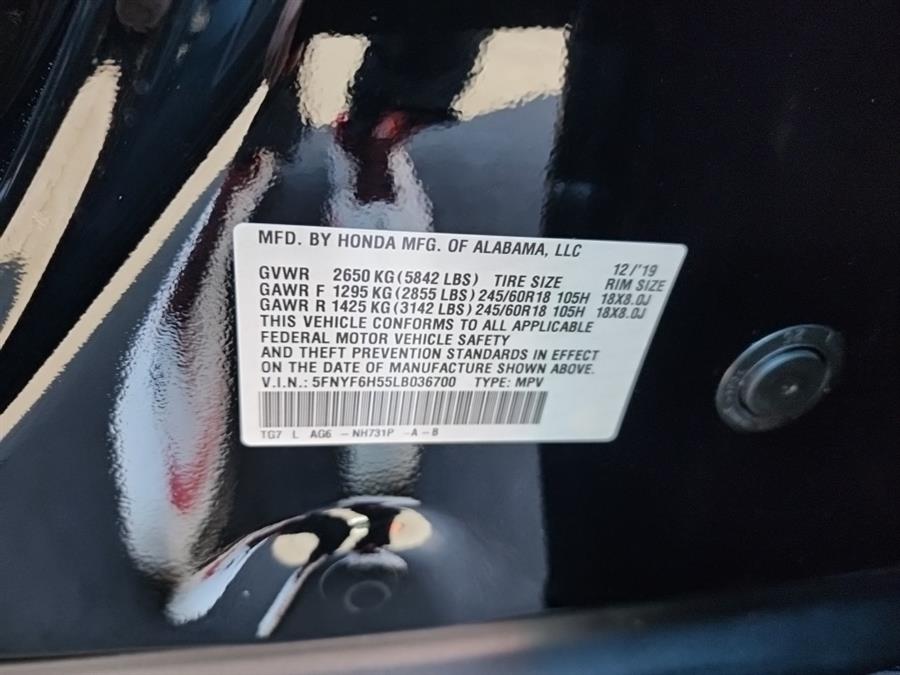 MFD. BY HONDA MFG. OF ALABAMA, LLC
12/'19
GVWR 2650 KG (5842 LBS) TIRE SIZE RIM SIZE
GAWR F 1295 KG (2855 LBS) 245/60R18 105H 18X8.0J
GAWR R 1425 KG (3142 LBS) 245/60R18 105H 18X8.0J
THIS VEHICLE CONFORMS TO ALL APPLICABLE
FEDERAL MOTOR VEHICLE SAFETY
AND THEFT PREVENTION STANDARDS IN EFFECT
ON THE DATE OF MANUFACTURE SHOWN ABOVE.
V.I.N.: 5FNYF6H55LB036700 TYPE: MPV
TG7 L AG6 -NH731P -A-B